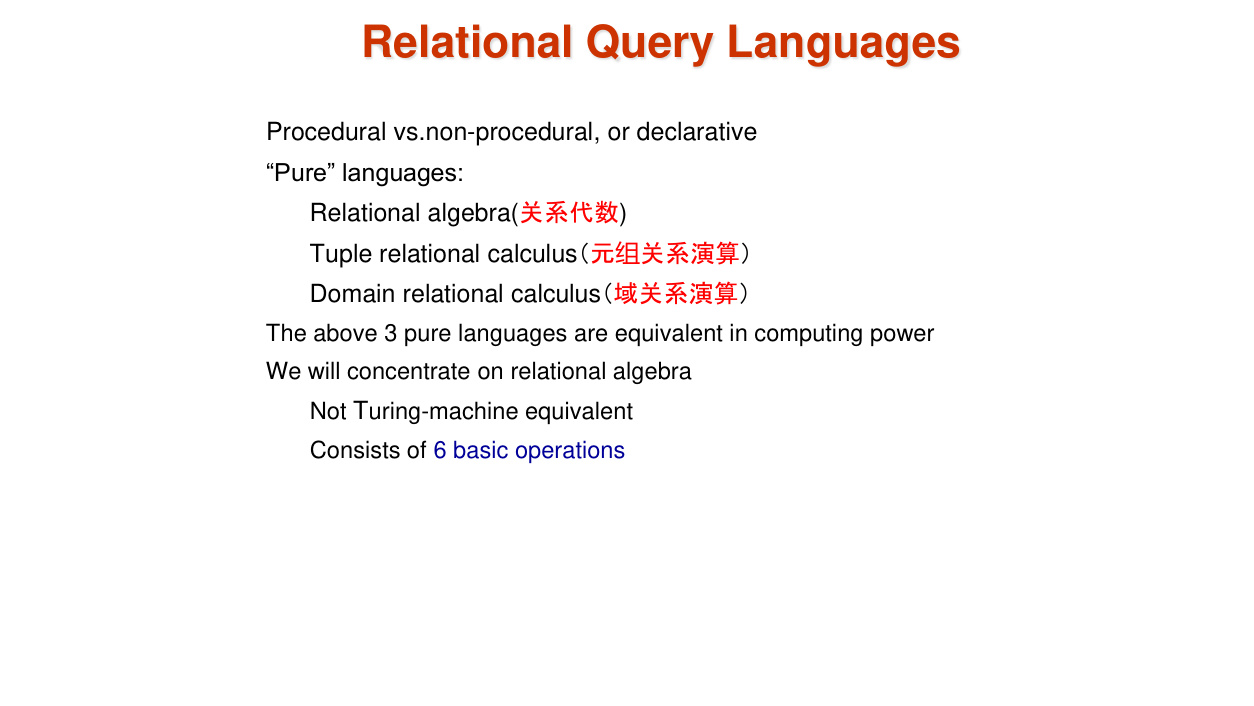 Relational Query Languages
Procedural vs.non-procedural, or declarative
“Pure” languages:
Relational algebra(关系代数)
Tuple relational calculus（元组关系演算）
Domain relational calculus（域关系演算）
The above 3 pure languages are equivalent in computing power
We will concentrate on relational algebra
Not Turing-machine equivalent
Consists of 6 basic operations